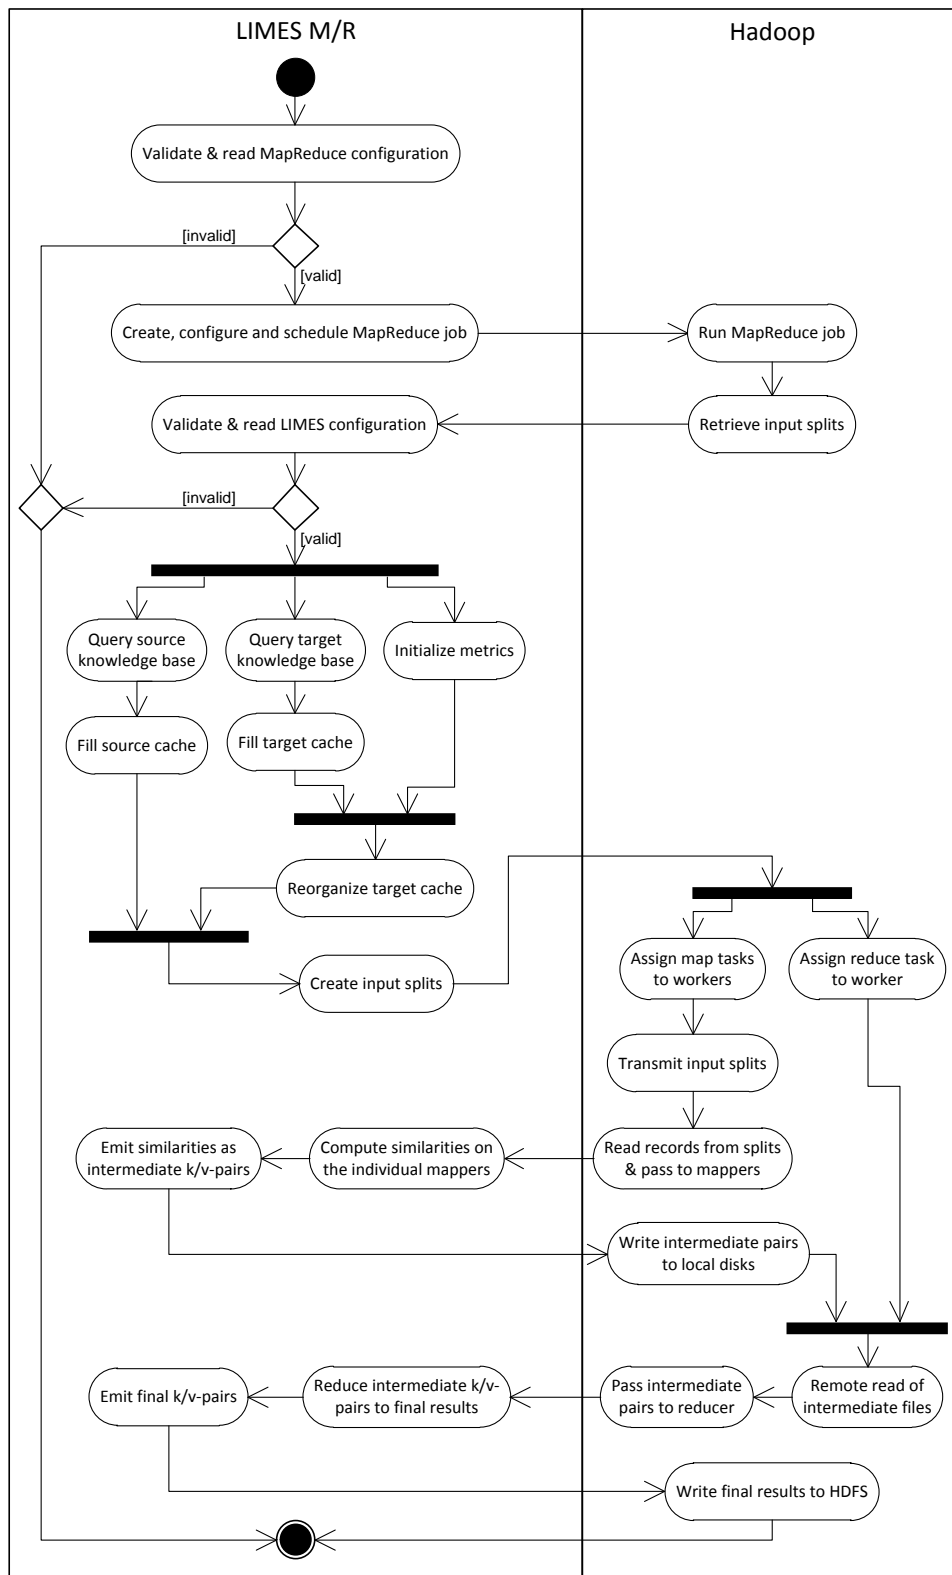 LIMES M/R
Hadoop
Validate & read MapReduce configuration
[invalid]
[valid]
Create, configure and schedule MapReduce job
Run MapReduce job
Validate & read LIMES configuration
Retrieve input splits
[invalid]
[valid]
Query source
knowledge base
Query target
knowledge base
Initialize metrics
Fill source cache
Fill target cache
Reorganize target cache
Create input splits
Assign map tasks
to workers
Assign reduce task
to worker
Transmit input splits
Emit similarities as
intermediate k/v-pairs
Compute similarities on
the individual mappers
Read records from splits
& pass to mappers
Write intermediate pairs
to local disks
Emit final k/v-pairs
Reduce intermediate k/v-
pairs to final results
Pass intermediate
pairs to reducer
Remote read of
intermediate files
Write final results to HDFS